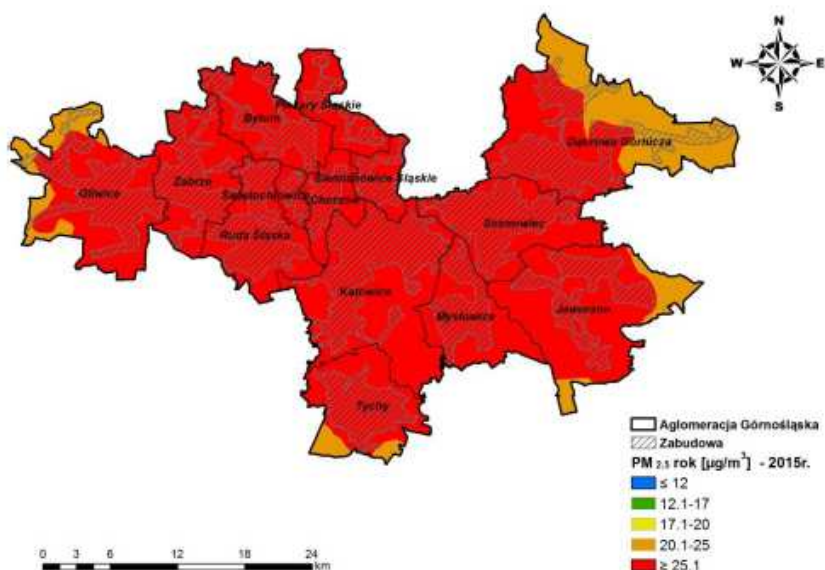 N
W E
S
Piekary Śląskie
Bytom
Dąbrowa Górnicza
Siemianowice Śląskie
Gliwice
Zabrze
Świętochłowice
Chorzów
Sosnowiec
Ruda Śląska
Katowice
Mysłowice
Jaworzno
Tychy
Aglomeracja Górnośląska
Zabudowa
PM 2.5 rok [µg/m³] - 2015r.
≤ 12
12.1-17
17.1-20
20.1-25
≥ 25.1
0 3 6 12 18 24
km